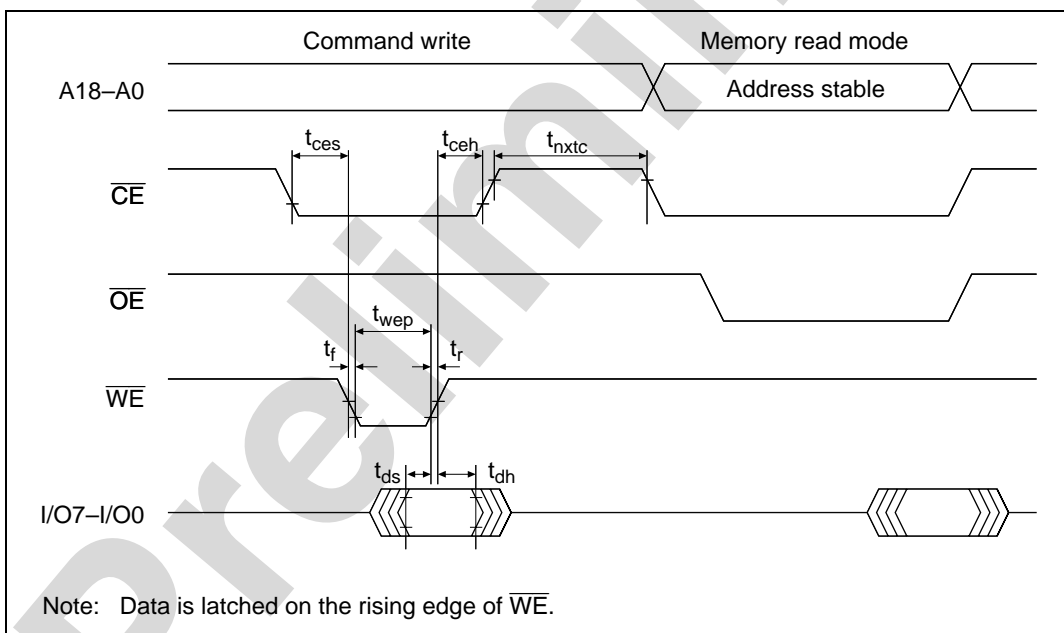 Command write Memory read mode
A18–A0 Address stable
tces tceh tnxtc
CE
OE
twep
tf tr
WE
tds tdh
I/O7–I/O0
Note: Data is latched on the rising edge of WE.
Prelimi